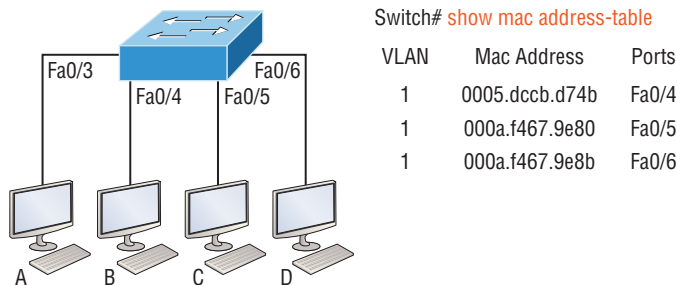 Switch# show mac address-table
VLAN Mac Address Ports
1 0005.dccb.d74b Fa0/4
1 000a.f467.9e80 Fa0/5
1 000a.f467.9e8b Fa0/6
Fa0/3
Fa0/4
Fa0/5
Fa0/6
A
B
C
D